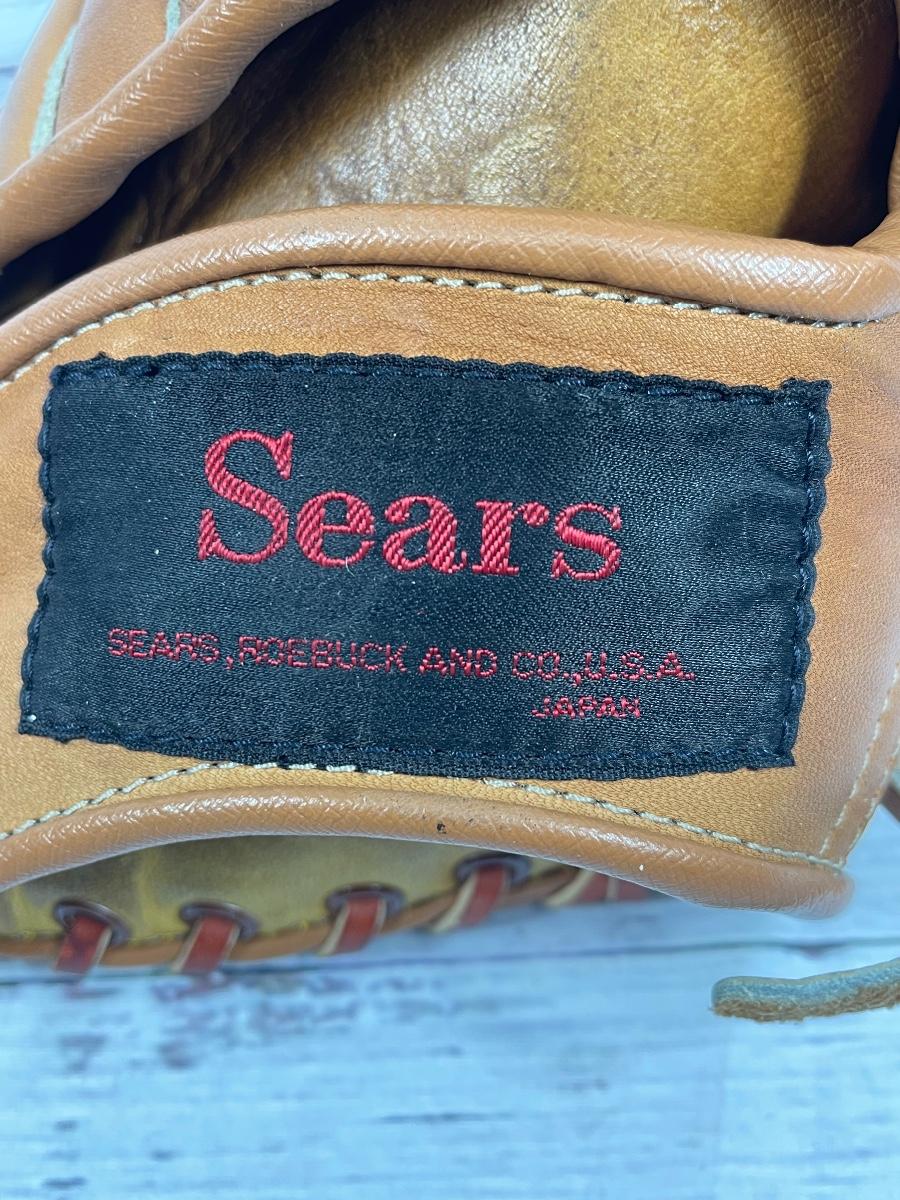 Sears
SEARS, ROEBUCK AND CO., U.S.A.
JAPAN